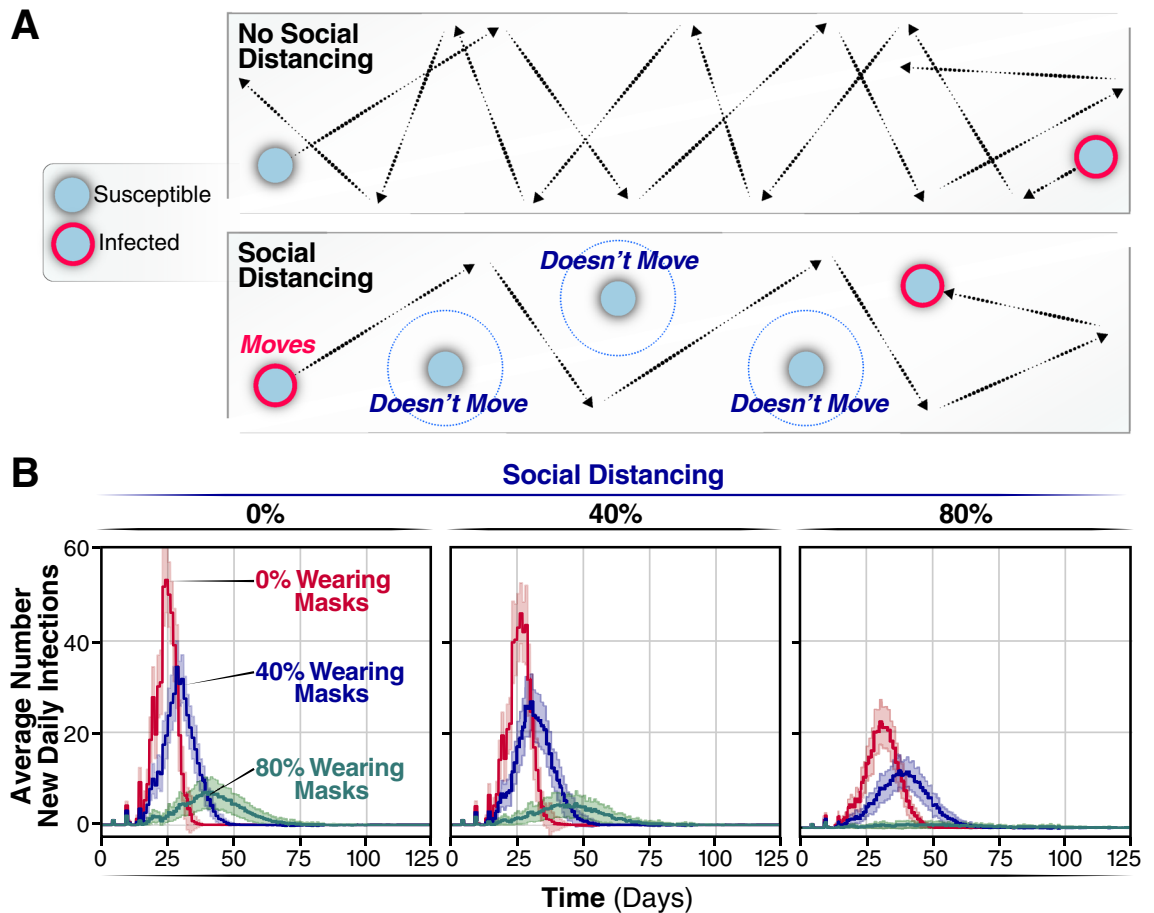 A
No Social
Distancing
Susceptible
Infected
Social
Distancing
Doesn't Move
Moves
Doesn't Move
Doesn't Move
B
Social Distancing
0%
40%
80%
Average Number
New Daily Infections
60
40
20
0
0% Wearing
Masks
40% Wearing
Masks
80% Wearing
Masks
0 25 50 75 100 125
0 25 50 75 100 125
0 25 50 75 100 125
Time (Days)